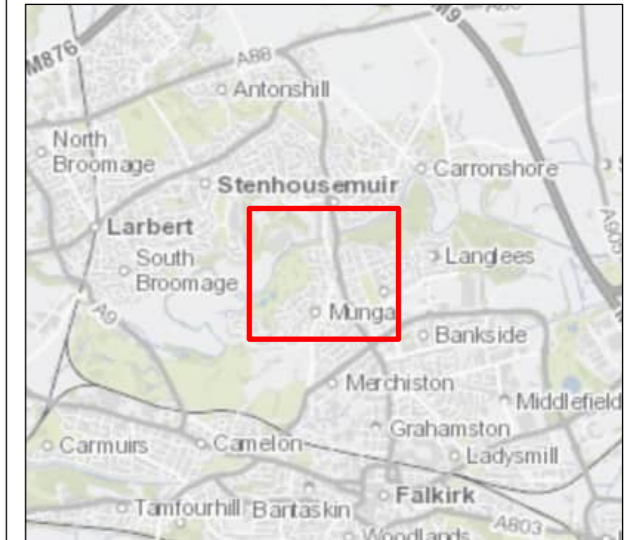 M9
M876
A88
Antonshill
North
Broomage
Carronshore
Stenhousemuir
Larbert
A905
South
Broomage
Langlees
A9
Munga
Bankside
Merchiston
Middlefield
Grahamston
Carmuirs
Camelon
Ladysmill
Falkirk
Tamfourhill
Bantaskin
A803
Woodlands